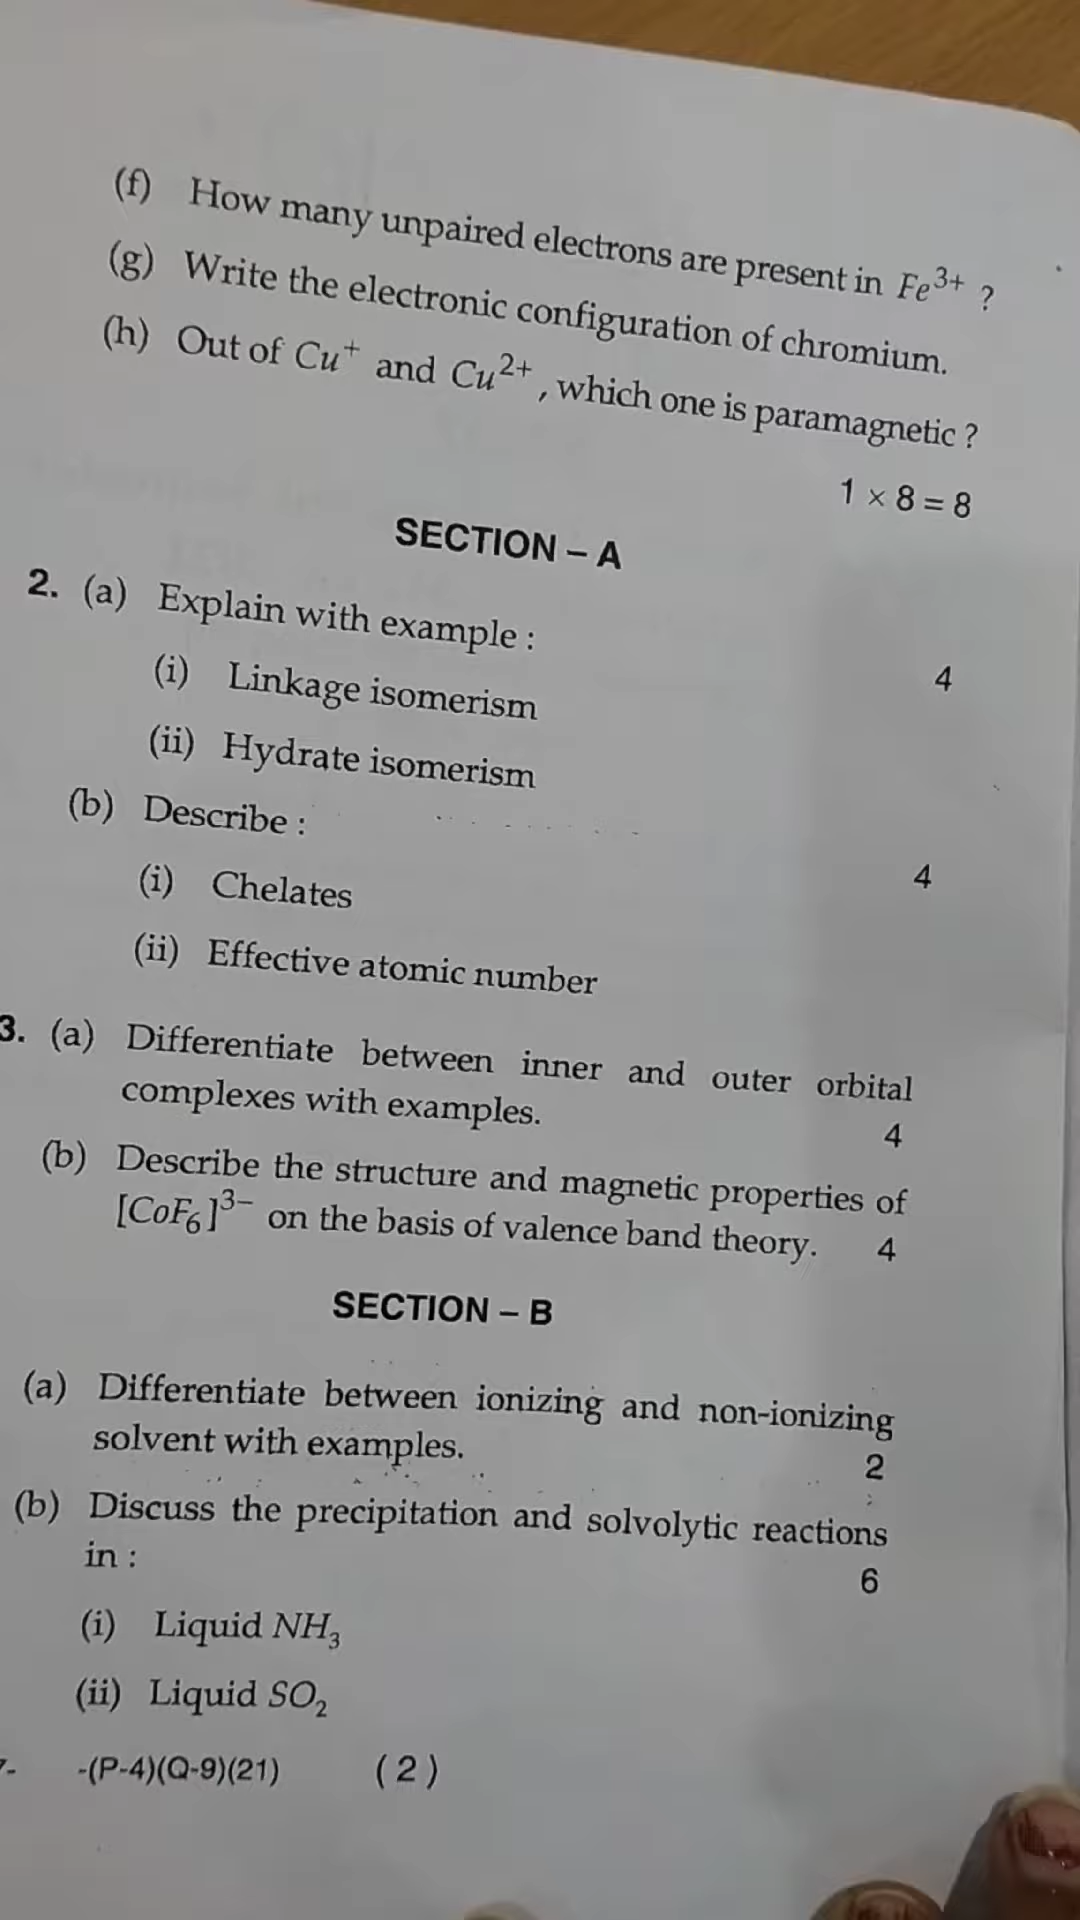 (f) How many unpaired electrons are present in Fe³⁺ ?
(g) Write the electronic configuration of chromium.
(h) Out of Cu⁺ and Cu²⁺, which one is paramagnetic ?
1 × 8 = 8
SECTION – A
2. (a) Explain with example : 4
(i) Linkage isomerism
(ii) Hydrate isomerism
(b) Describe : 4
(i) Chelates
(ii) Effective atomic number
3. (a) Differentiate between inner and outer orbital
complexes with examples. 4
(b) Describe the structure and magnetic properties of
[CoF₆]³⁻ on the basis of valence band theory. 4
SECTION – B
(a) Differentiate between ionizing and non-ionizing
solvent with examples. 2
(b) Discuss the precipitation and solvolytic reactions
in : 6
(i) Liquid NH₃
(ii) Liquid SO₂
-(P-4)(Q-9)(21) ( 2 )